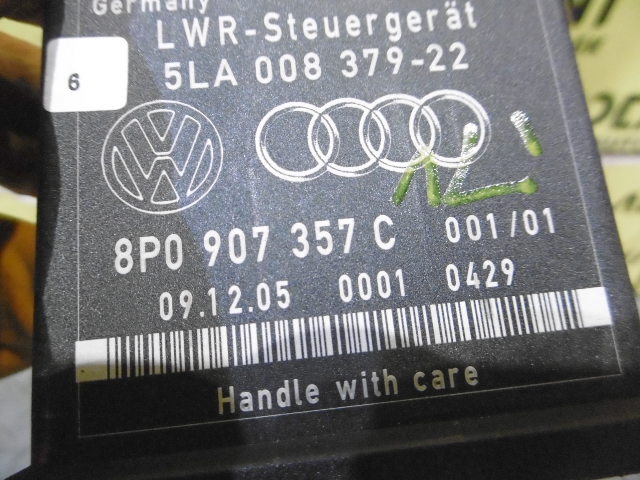 Germany
LWR-Steuergerät
5LA 008 379-22
6
8P0 907 357 C 001/01
09.12.05 0001 0429
Handle with care